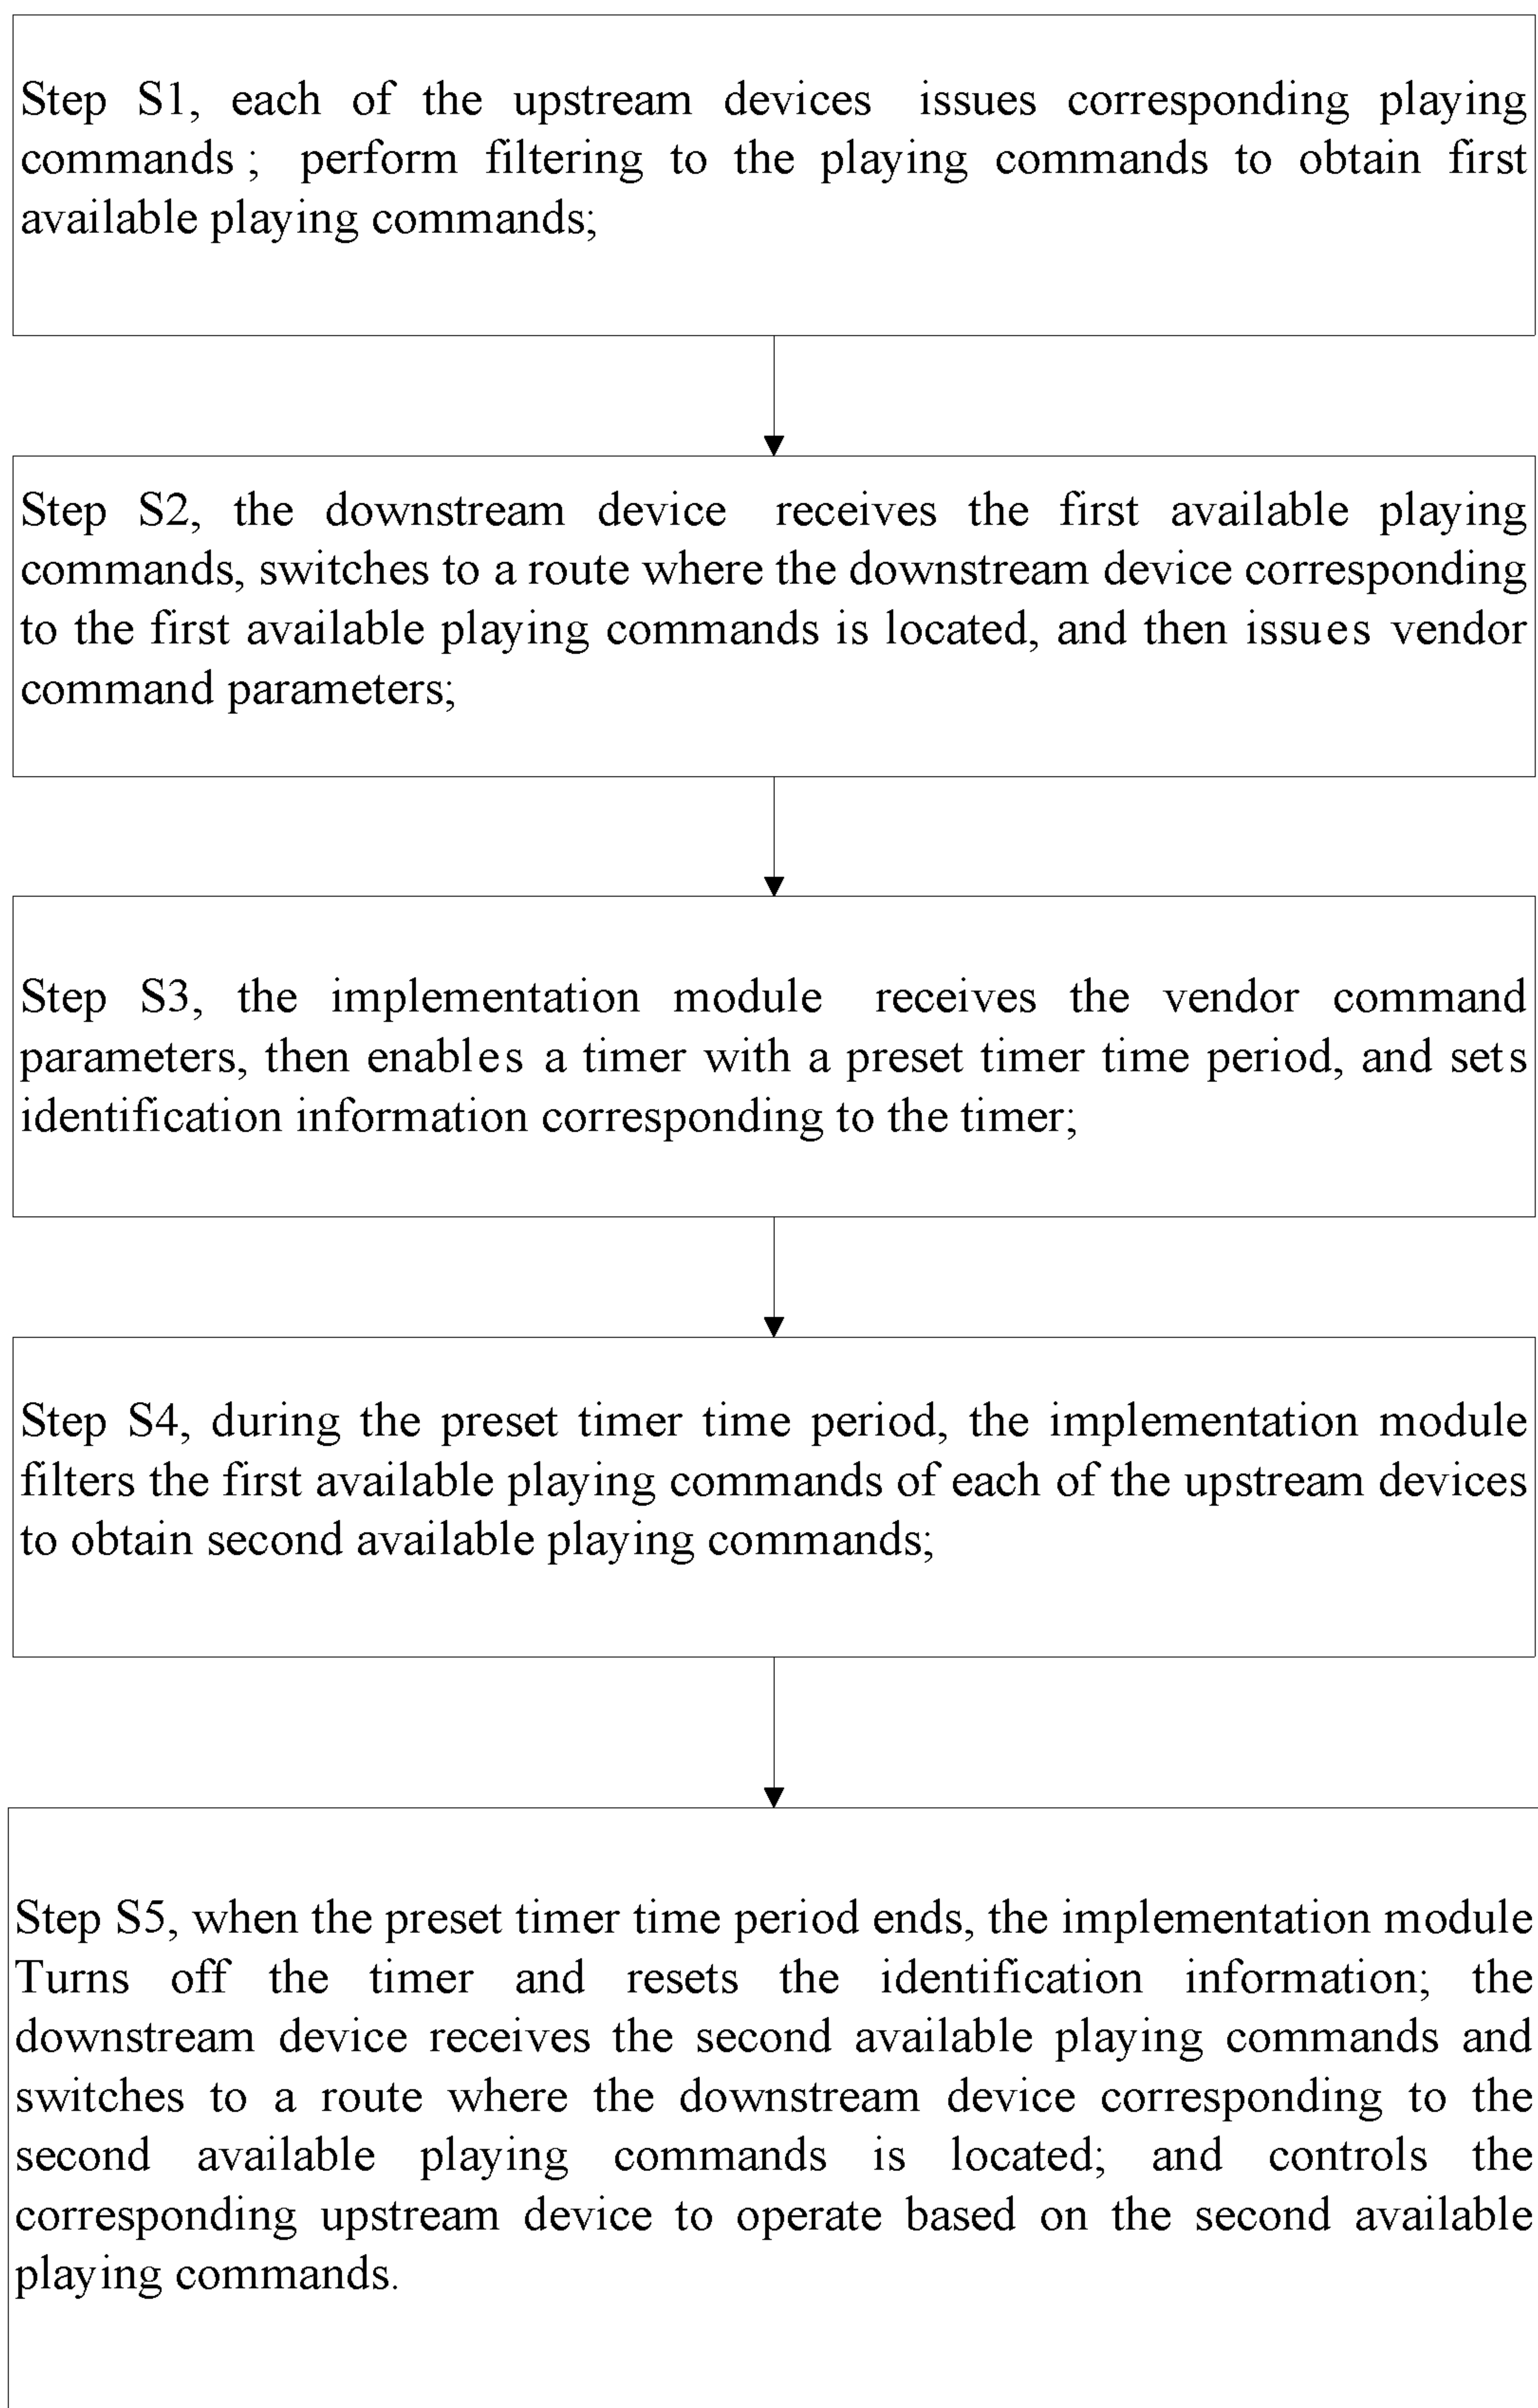 Step S1, each of the upstream devices issues corresponding playing
commands ; perform filtering to the playing commands to obtain first
available playing commands;
Step S2, the downstream device receives the first available playing
commands, switches to a route where the downstream device corresponding
to the first available playing commands is located, and then issues vendor
command parameters;
Step S3, the implementation module receives the vendor command
parameters, then enables a timer with a preset timer time period, and sets
identification information corresponding to the timer;
Step S4, during the preset timer time period, the implementation module
filters the first available playing commands of each of the upstream devices
to obtain second available playing commands;
Step S5, when the preset timer time period ends, the implementation module
Turns off the timer and resets the identification information; the
downstream device receives the second available playing commands and
switches to a route where the downstream device corresponding to the
second available playing commands is located; and controls the
corresponding upstream device to operate based on the second available
playing commands.